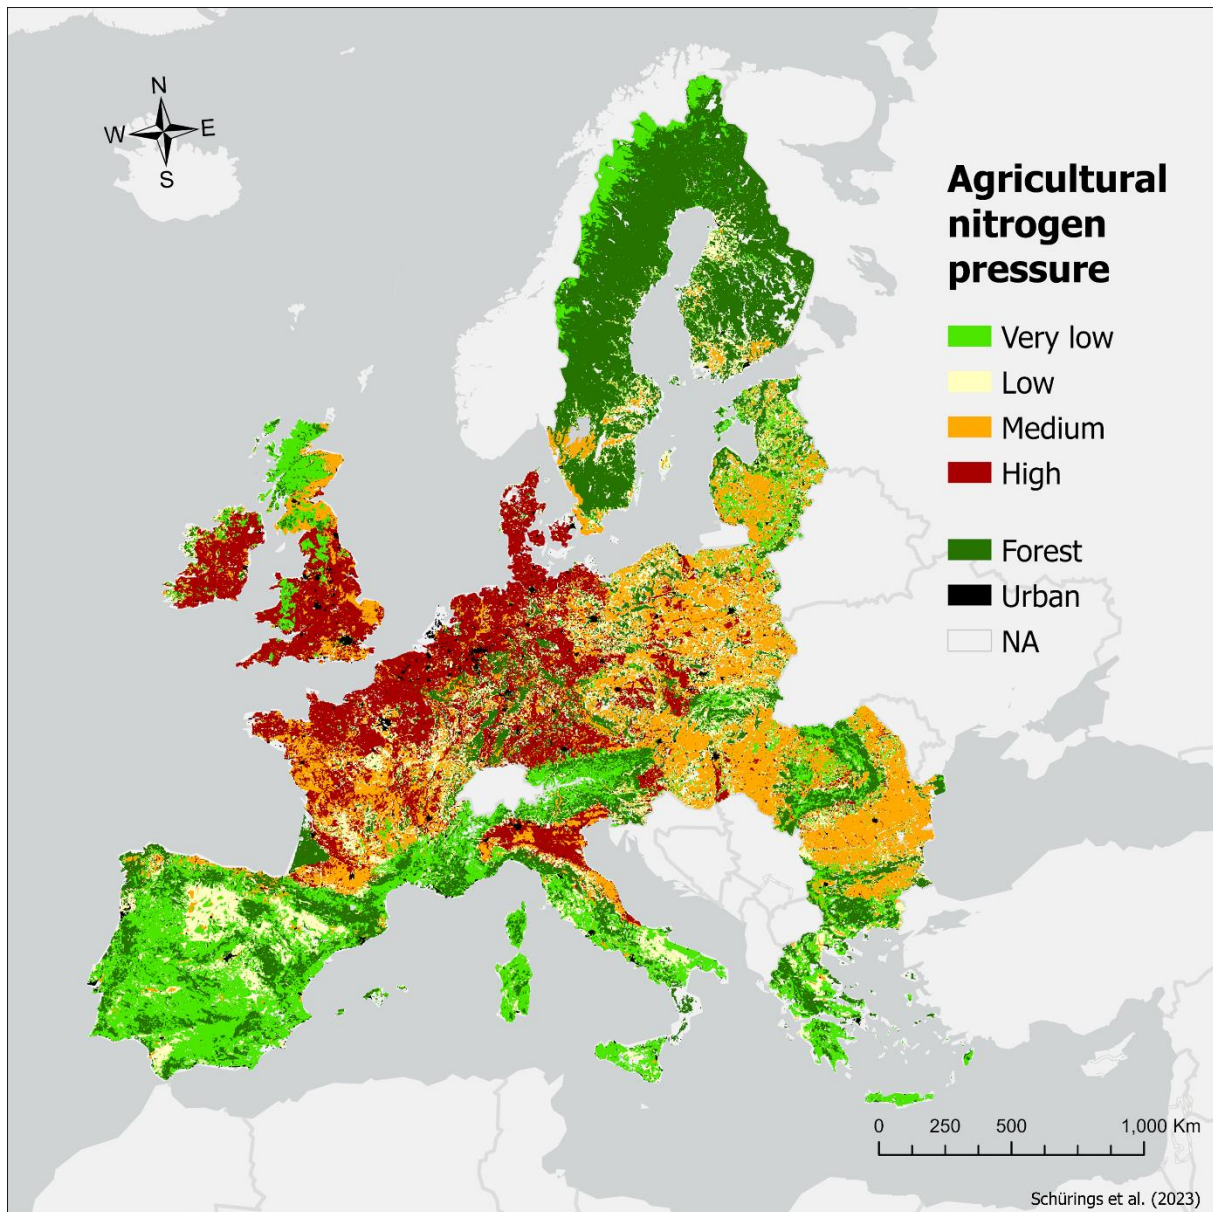 N
W E
S
Agricultural
nitrogen
pressure
Very low
Low
Medium
High
Forest
Urban
NA
0 250 500 1,000 Km
Schürings et al. (2023)